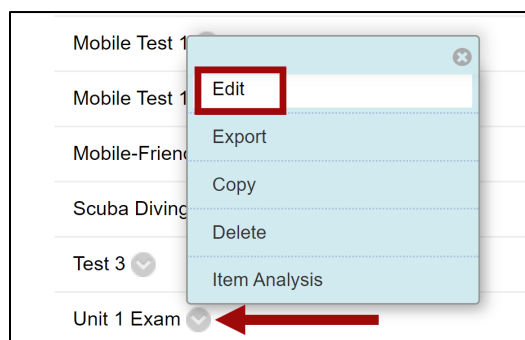 Mobile Test 1
Mobile Test 1
Edit
Export
Mobile-Frien
Copy
Scuba Diving
Delete
Test 3
Item Analysis
Unit 1 Exam